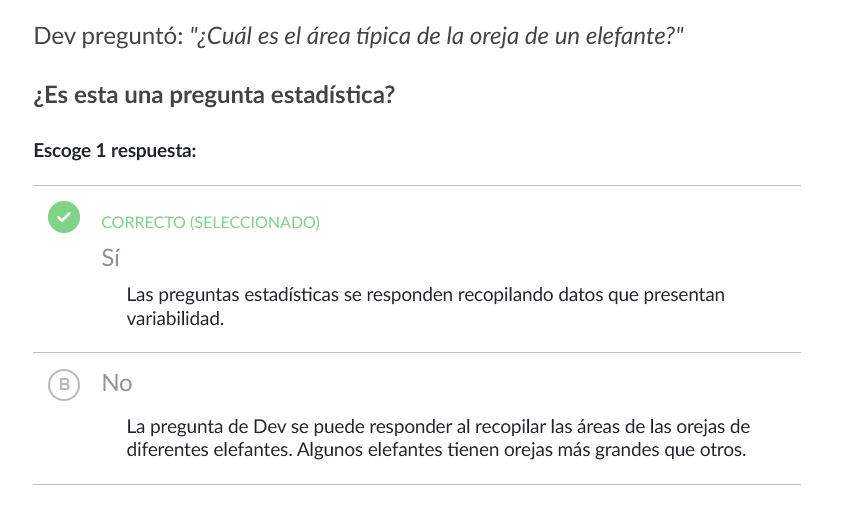 Dev preguntó: "¿Cuál es el área típica de la oreja de un elefante?"
¿Es esta una pregunta estadística?
Escoge 1 respuesta:
CORRECTO (SELECCIONADO)
Sí
Las preguntas estadísticas se responden recopilando datos que presentan
variabilidad.
B No
La pregunta de Dev se puede responder al recopilar las áreas de las orejas de
diferentes elefantes. Algunos elefantes tienen orejas más grandes que otros.